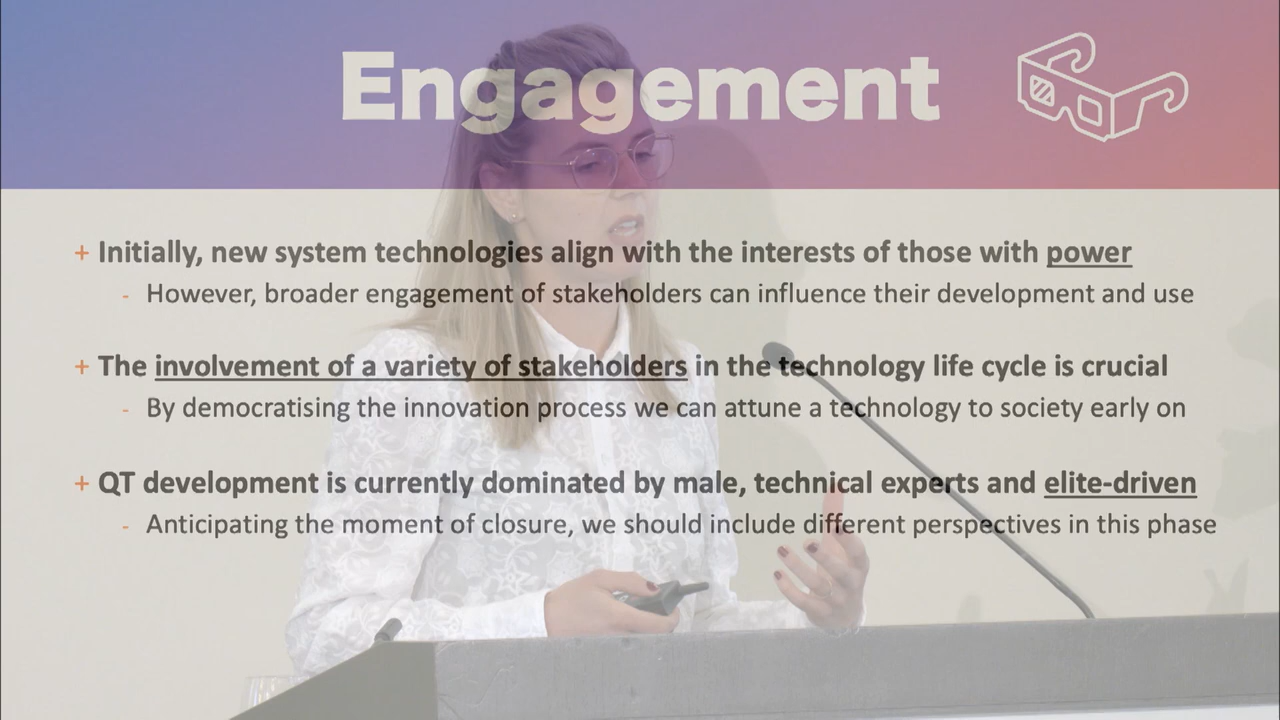 Engagement
+ Initially, new system technologies align with the interests of those with power
- However, broader engagement of stakeholders can influence their development and use
+ The involvement of a variety of stakeholders in the technology life cycle is crucial
- By democratising the innovation process we can attune a technology to society early on
+ QT development is currently dominated by male, technical experts and elite-driven
- Anticipating the moment of closure, we should include different perspectives in this phase